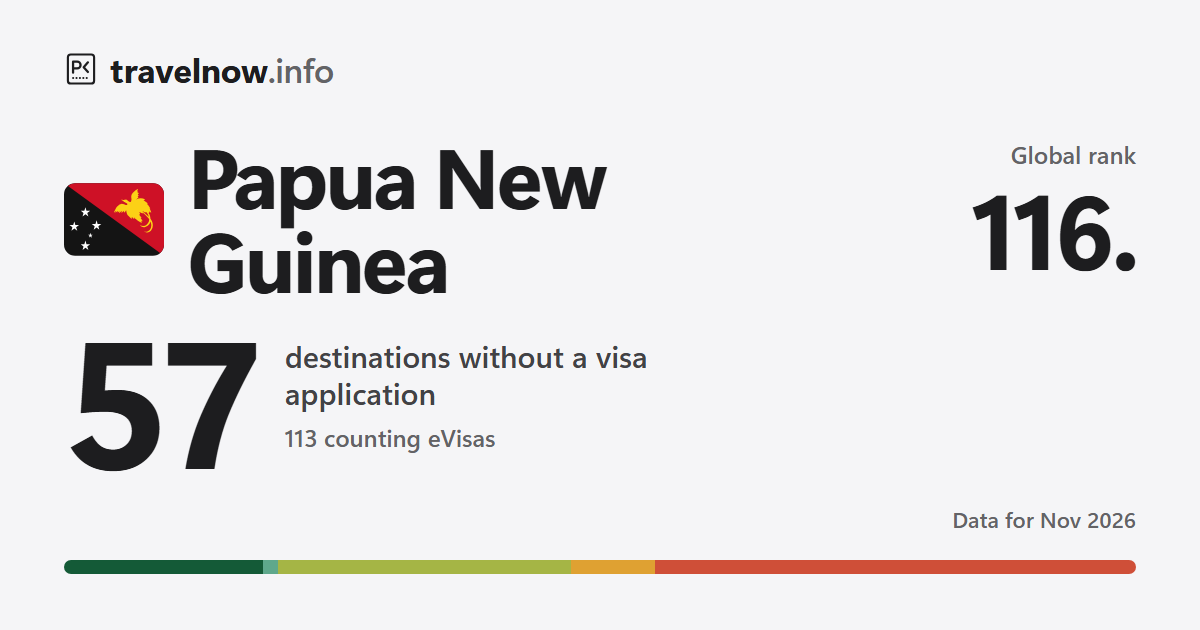 PK
travelnow.info
Papua New
Guinea
Global rank
116.
57
destinations without a visa
application
113 counting eVisas
Data for Nov 2026